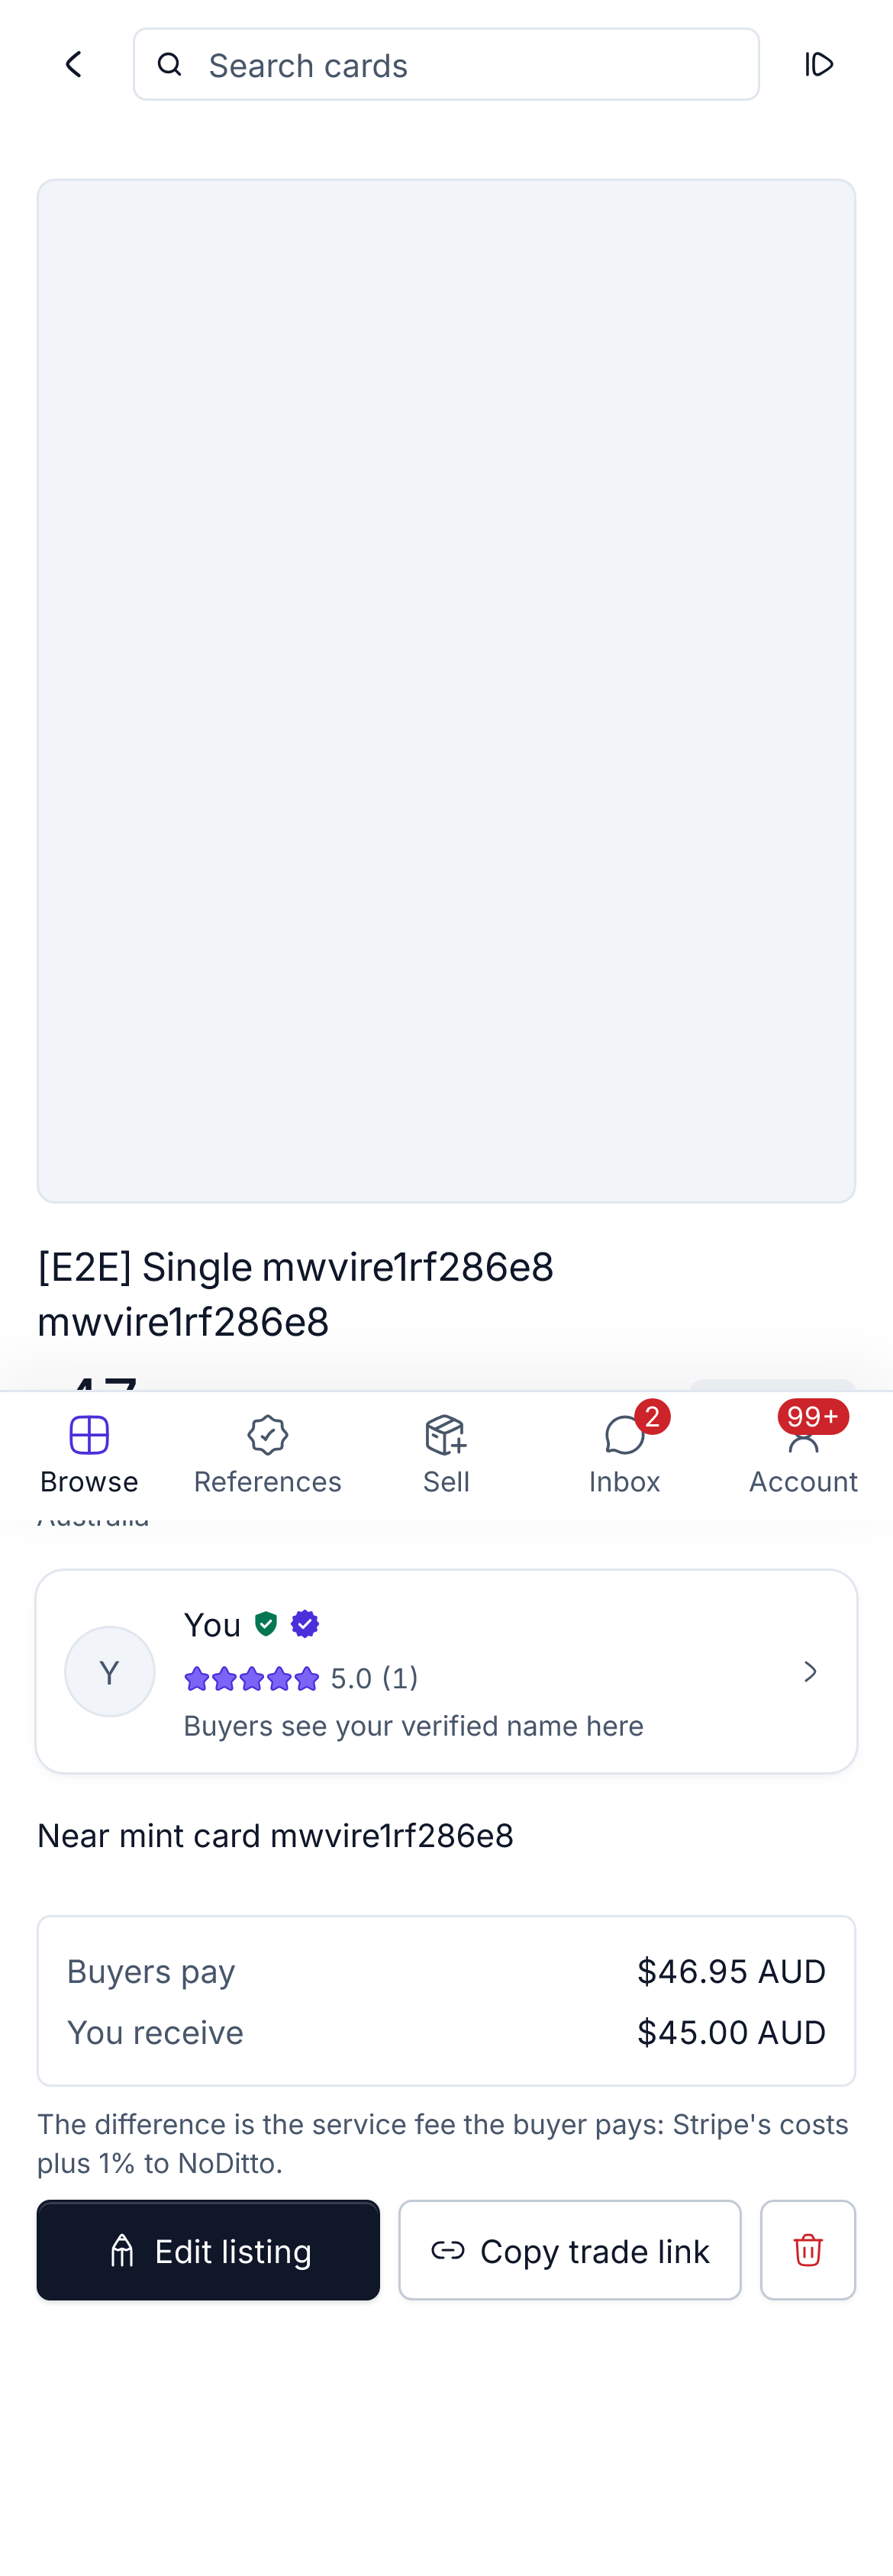 Search cards
[E2E] Single mwvire1rf286e8
mwvire1rf286e8
2
99+
Browse
References
Sell
Inbox
Account
Australia
Y
You
5.0 (1)
Buyers see your verified name here
Near mint card mwvire1rf286e8
Buyers pay
$46.95 AUD
You receive
$45.00 AUD
The difference is the service fee the buyer pays: Stripe's costs
plus 1% to NoDitto.
Edit listing
Copy trade link